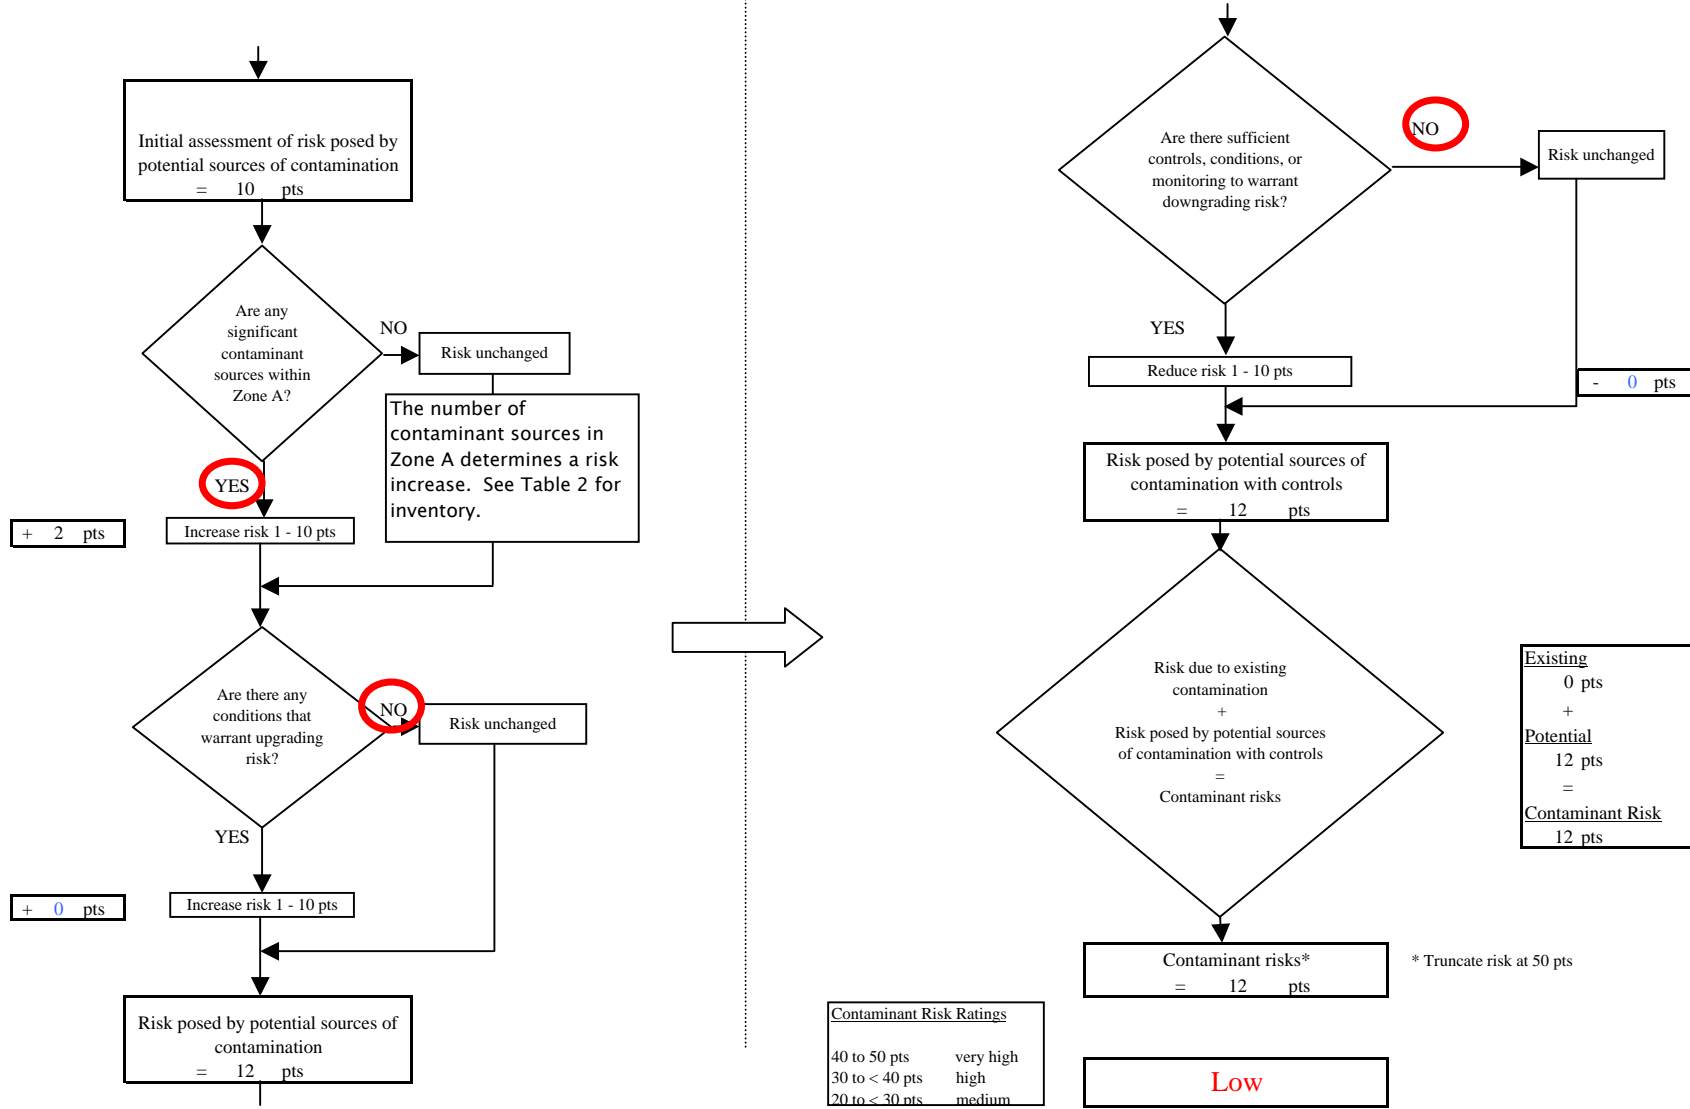 Initial assessment of risk posed by
potential sources of contamination
= 10 pts
Are any
significant
contaminant
sources within
Zone A?
NO
Risk unchanged
The number of
contaminant sources in
Zone A determines a risk
increase. See Table 2 for
inventory.
YES
+ 2 pts
Increase risk 1 - 10 pts
Are there any
conditions that
warrant upgrading
risk?
NO
Risk unchanged
YES
+ 0 pts
Increase risk 1 - 10 pts
Risk posed by potential sources of
contamination
= 12 pts
Are there sufficient
controls, conditions, or
monitoring to warrant
downgrading risk?
NO
Risk unchanged
YES
Reduce risk 1 - 10 pts
- 0 pts
Risk posed by potential sources of
contamination with controls
= 12 pts
Risk due to existing
contamination
+
Risk posed by potential sources
of contamination with controls
=
Contaminant risks
Existing
0 pts
+
Potential
12 pts
=
Contaminant Risk
12 pts
Contaminant risks*
= 12 pts
* Truncate risk at 50 pts
Contaminant Risk Ratings
40 to 50 pts very high
30 to < 40 pts high
20 to < 30 pts medium
Low